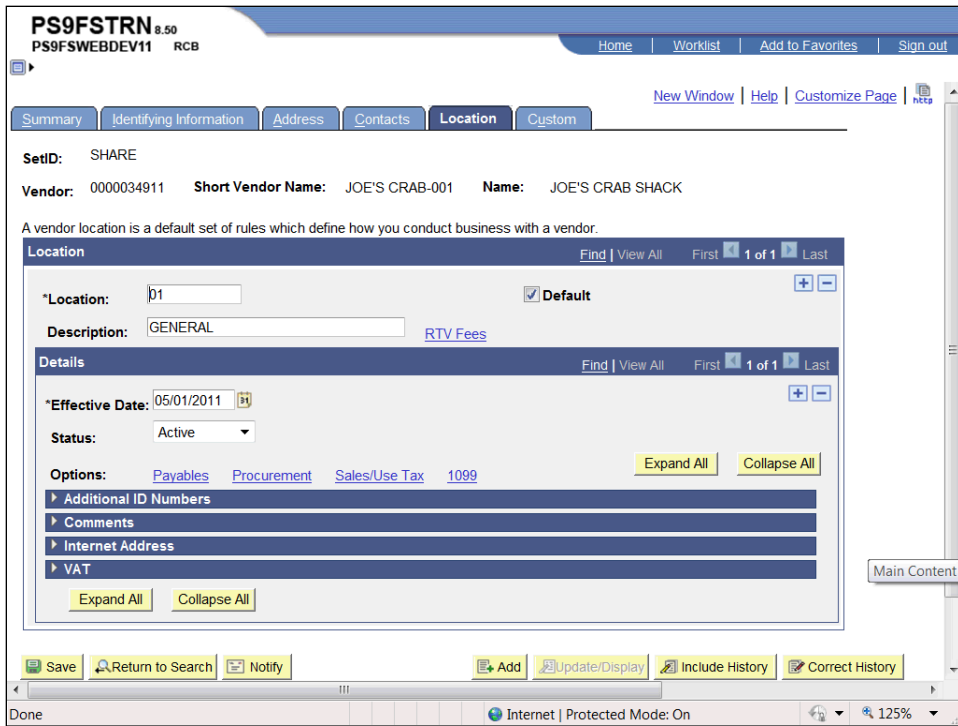 PS9FSTRN 8.50
PS9FSWEBDEV11 RCB
Home | Worklist | Add to Favorites | Sign out
New Window | Help | Customize Page | http
Summary Identifying Information Address Contacts Location Custom
SetID: SHARE
Vendor: 0000034911 Short Vendor Name: JOE'S CRAB-001 Name: JOE'S CRAB SHACK
A vendor location is a default set of rules which define how you conduct business with a vendor.
Location Find | View All First 1 of 1 Last
*Location: 01 Default
Description: GENERAL RTV Fees
Details Find | View All First 1 of 1 Last
*Effective Date: 05/01/2011 31
Status: Active
Options: Payables Procurement Sales/Use Tax 1099 Expand All Collapse All
Additional ID Numbers
Comments
Internet Address
VAT
Main Content
Expand All Collapse All
Save Return to Search Notify Add Update/Display Include History Correct History
Done Internet | Protected Mode: On 125%